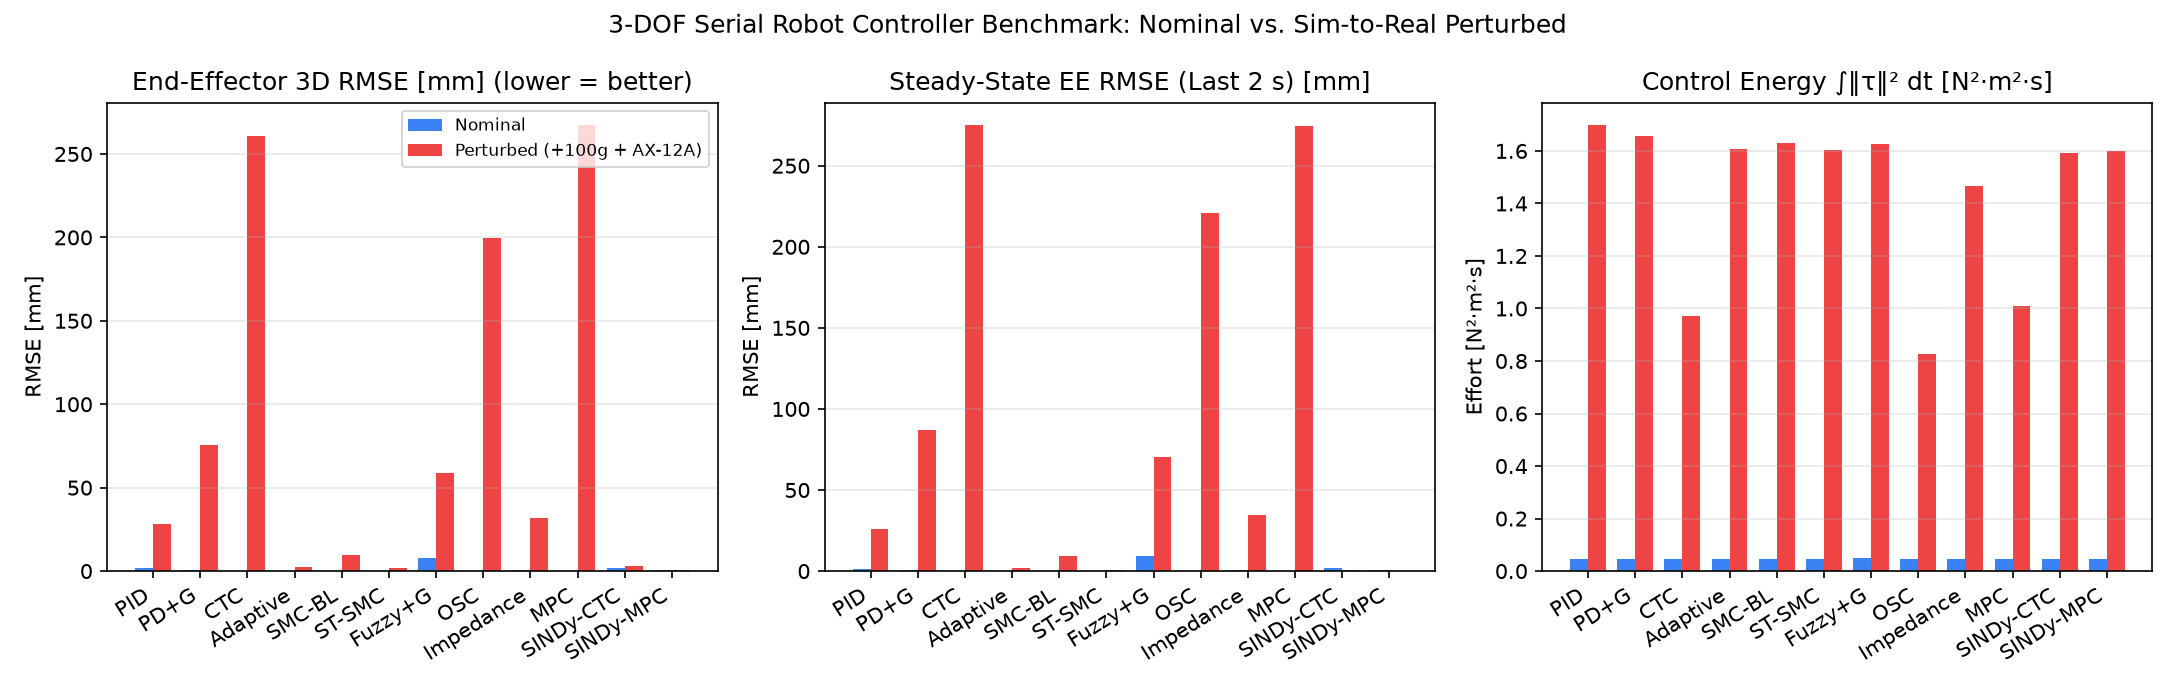 3-DOF Serial Robot Controller Benchmark: Nominal vs. Sim-to-Real Perturbed
End-Effector 3D RMSE [mm] (lower = better)
RMSE [mm]
250
200
150
100
50
0
Nominal
Perturbed (+100g + AX-12A)
PID
PD+G
CTC
Adaptive
SMC-BL
ST-SMC
Fuzzy+G
OSC
Impedance
MPC
SINDy-CTC
SINDy-MPC
Steady-State EE RMSE (Last 2 s) [mm]
RMSE [mm]
250
200
150
100
50
0
PID
PD+G
CTC
Adaptive
SMC-BL
ST-SMC
Fuzzy+G
OSC
Impedance
MPC
SINDy-CTC
SINDy-MPC
Control Energy ∫‖τ‖² dt [N²·m²·s]
Effort [N²·m²·s]
1.6
1.4
1.2
1.0
0.8
0.6
0.4
0.2
0.0
PID
PD+G
CTC
Adaptive
SMC-BL
ST-SMC
Fuzzy+G
OSC
Impedance
MPC
SINDy-CTC
SINDy-MPC